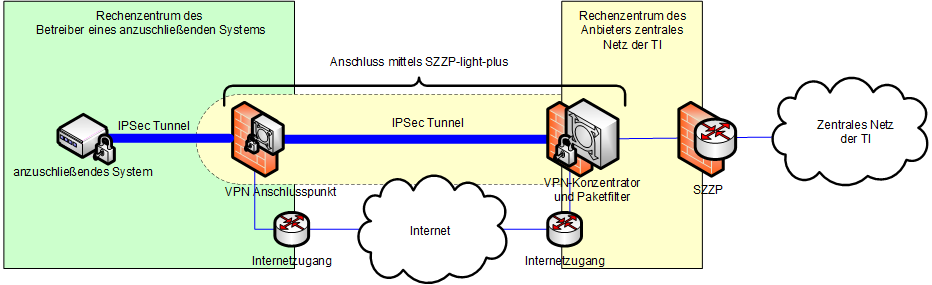 Rechenzentrum des
Betreiber eines anzuschließenden Systems
Rechenzentrum des
Anbieters zentrales
Netz der TI
Anschluss mittels SZZP-light-plus
IPSec Tunnel
IPSec Tunnel
Zentrales Netz
der TI
anzuschließendes System
VPN Anschlusspunkt
VPN-Konzentrator
und Paketfilter
SZZP
Internet
Internetzugang
Internetzugang